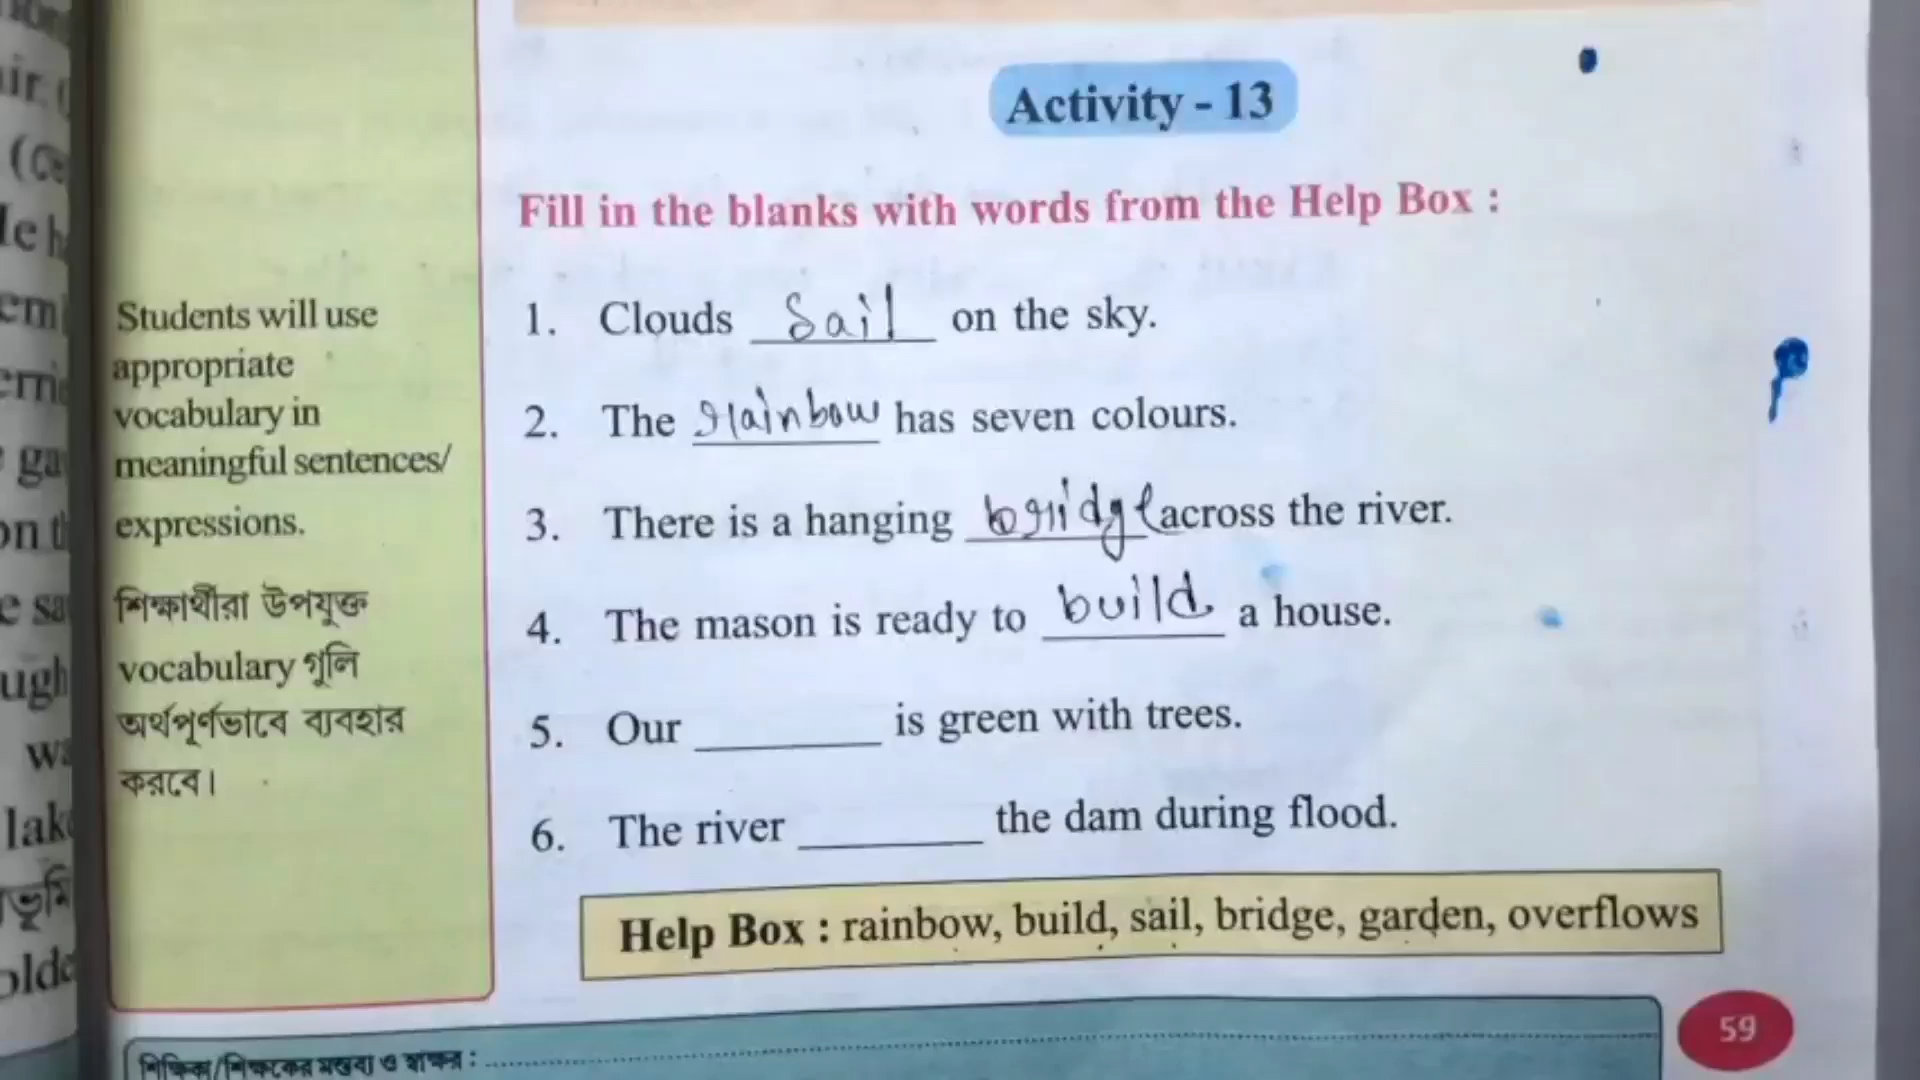 Activity - 13
Fill in the blanks with words from the Help Box :
1. Clouds Sail on the sky.
2. The rainbow has seven colours.
3. There is a hanging bridge across the river.
4. The mason is ready to build a house.
5. Our ________ is green with trees.
6. The river ________ the dam during flood.
Help Box : rainbow, build, sail, bridge, garden, overflows
Students will use
appropriate
vocabulary in
meaningful sentences/
expressions.
শিক্ষার্থীরা উপযুক্ত
vocabulary গুলি
অর্থপূর্ণভাবে ব্যবহার
করবে।
শিক্ষিকা/শিক্ষকের মন্তব্য ও স্বাক্ষর :
59